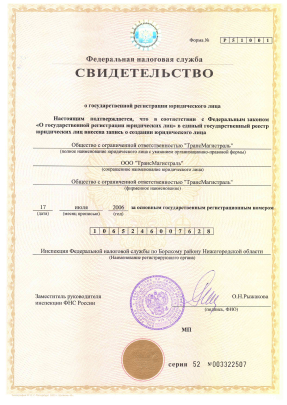 Форма № Р 5 1 0 0 1
Федеральная налоговая служба
СВИДЕТЕЛЬСТВО
о государственной регистрации юридического лица
Настоящим подтверждается, что в соответствии с Федеральным законом
«О государственной регистрации юридических лиц» в единый государственный реестр
юридических лиц внесена запись о создании юридического лица
Общество с ограниченной ответственностью "ТрансМагистраль"
(полное наименование юридического лица с указанием организационно-правовой формы)
ООО "ТрансМагистраль"
(сокращенное наименование юридического лица)
Общество с ограниченной ответственностью "ТрансМагистраль"
(фирменное наименование)
17 июля 2006 за основным государственным регистрационным номером
(дата) (месяц прописью) (год)
1 0 6 5 2 4 6 0 0 7 6 2 8
Инспекция Федеральной налоговой службы по Борскому району Нижегородской области
(Наименование регистрирующего органа)
Заместитель руководителя
инспекции ФНС России
О.Н.Рыжакова
(подпись, ФИО)
МП
серия 52 №003322507